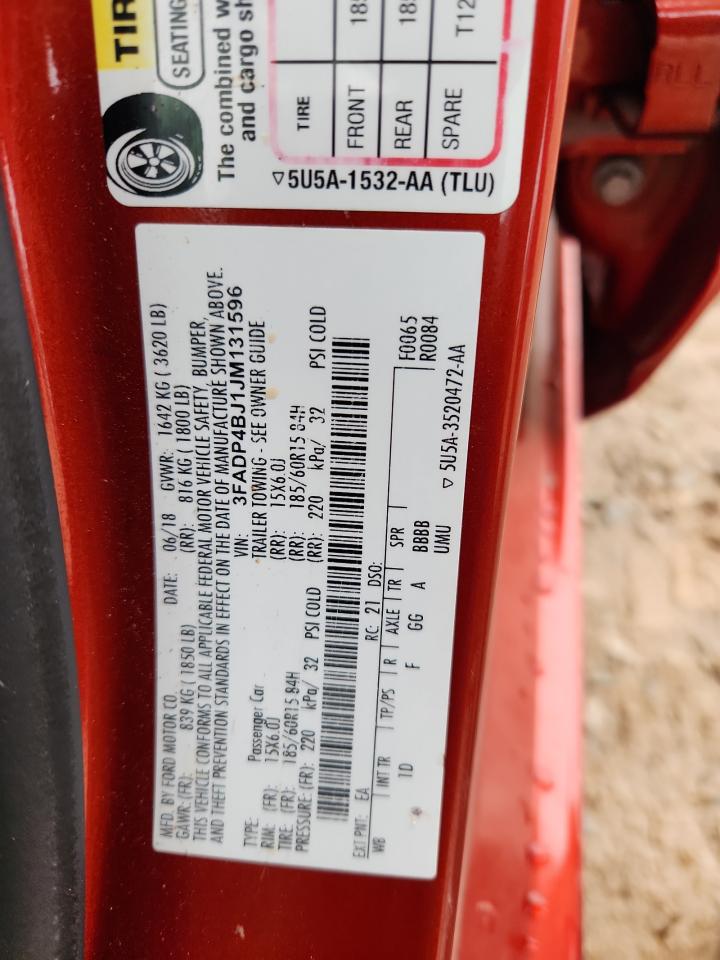 TIR
SEATING
The combined w
and cargo sh
TIRE
FRONT 185
REAR 185
SPARE T12
▽ 5U5A-1532-AA (TLU)
MFD. BY FORD MOTOR CO.
DATE: 06/18 GVWR: 1642 KG ( 3620 LB)
GAWR: (FR): 839 KG ( 1850 LB) (RR): 816 KG ( 1800 LB)
THIS VEHICLE CONFORMS TO ALL APPLICABLE FEDERAL MOTOR VEHICLE SAFETY, BUMPER,
AND THEFT PREVENTION STANDARDS IN EFFECT ON THE DATE OF MANUFACTURE SHOWN ABOVE.
VIN: 3FADP4BJ1JM131596
TYPE: Passenger Car TRAILER TOWING - SEE OWNER GUIDE
RIM: (FR): 15X6.0J (RR): 15X6.0J
TIRE : (FR): 185/60R15 84H (RR): 185/60R15 84H
PRESSURE: (FR): 220 kPa/ 32 PSI COLD (RR): 220 kPa/ 32 PSI COLD
EXT PNT: EA RC: 21 DSO:
WB INT TR TP/PS R AXLE TR SPR F0065
1D F GG A BBBB R0084
UMU
▽ 5U5A-3520472-AA